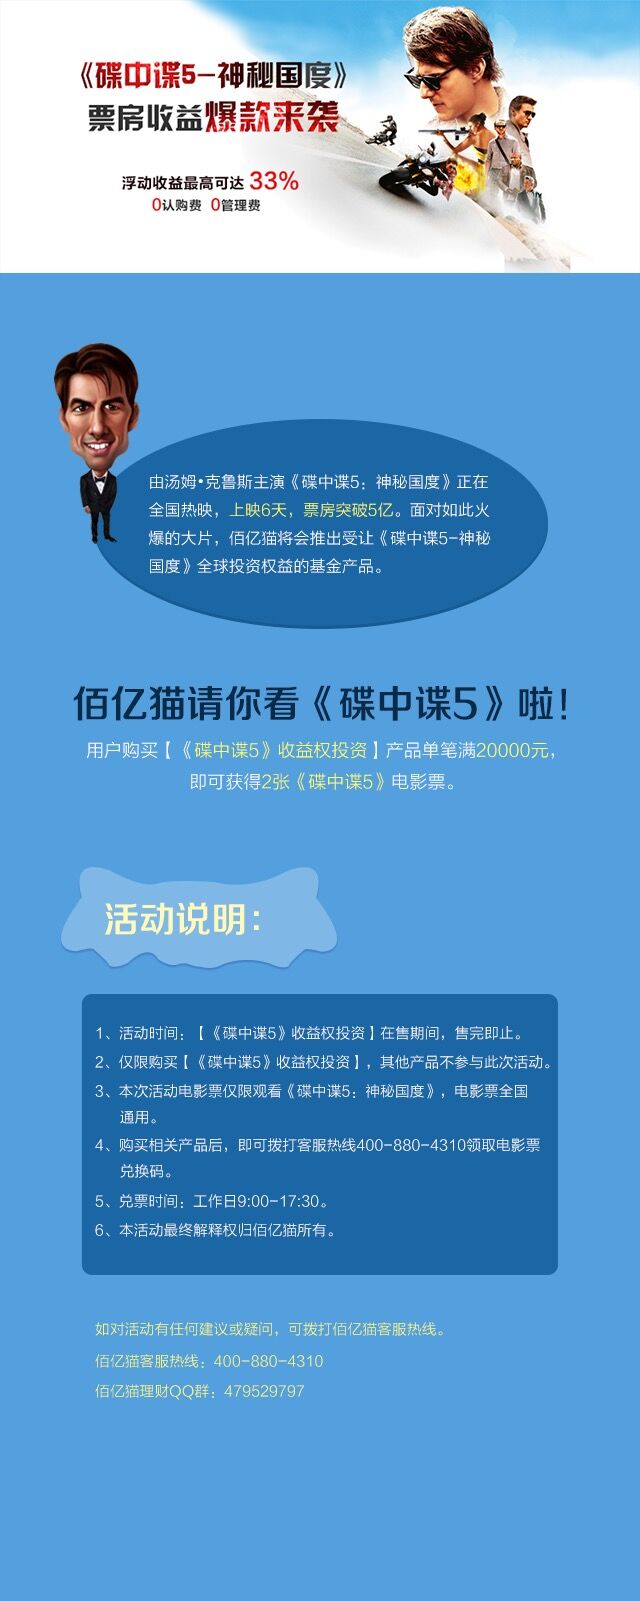 《碟中谍5-神秘国度》
票房收益爆款来袭
浮动收益最高可达 33%
0认购费 0管理费
由汤姆•克鲁斯主演《碟中谍5：神秘国度》正在
全国热映，上映6天，票房突破5亿。面对如此火
爆的大片，佰亿猫将会推出受让《碟中谍5-神秘
国度》全球投资权益的基金产品。
佰亿猫请你看《碟中谍5》啦！
用户购买【《碟中谍5》收益权投资】产品单笔满20000元，
即可获得2张《碟中谍5》电影票。
活动说明：
1、活动时间：【《碟中谍5》收益权投资】在售期间，售完即止。
2、仅限购买【《碟中谍5》收益权投资】，其他产品不参与此次活动。
3、本次活动电影票仅限观看《碟中谍5：神秘国度》，电影票全国
通用。
4、购买相关产品后，即可拨打客服热线400-880-4310领取电影票
兑换码。
5、兑票时间：工作日9:00-17:30。
6、本活动最终解释权归佰亿猫所有。
如对活动有任何建议或疑问，可拨打佰亿猫客服热线。
佰亿猫客服热线：400-880-4310
佰亿猫理财QQ群：479529797